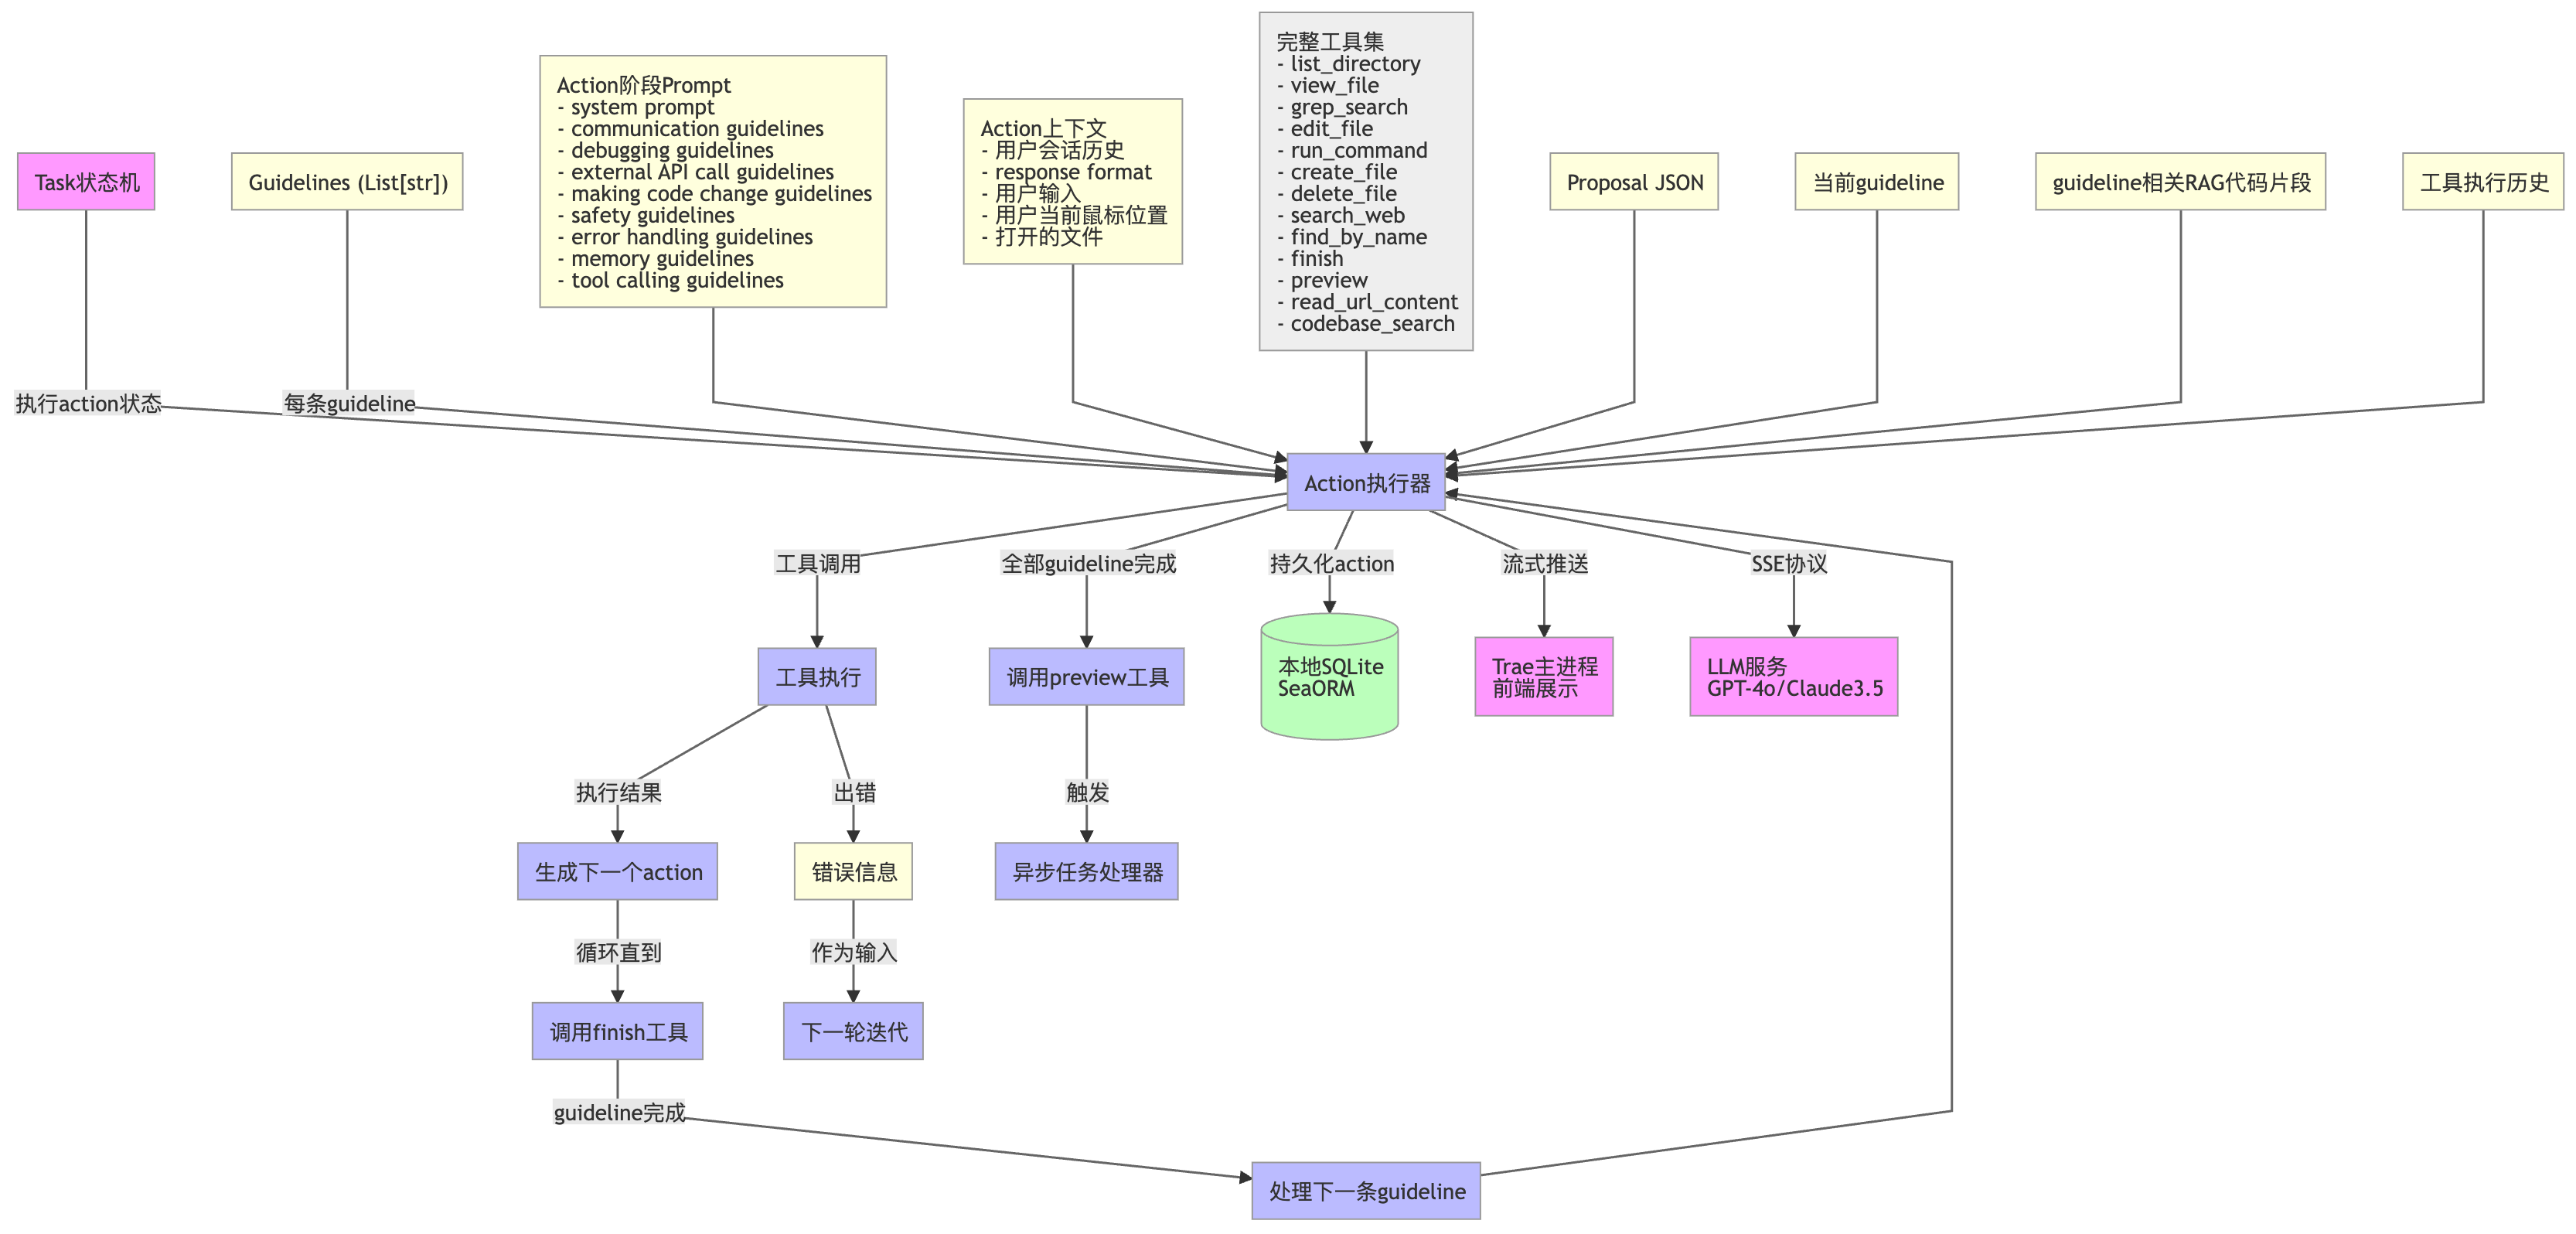 完整工具集
- list_directory
- view_file
- grep_search
- edit_file
- run_command
- create_file
- delete_file
- search_web
- find_by_name
- finish
- preview
- read_url_content
- codebase_search
Action阶段Prompt
- system prompt
- communication guidelines
- debugging guidelines
- external API call guidelines
- making code change guidelines
- safety guidelines
- error handling guidelines
- memory guidelines
- tool calling guidelines
Action上下文
- 用户会话历史
- response format
- 用户输入
- 用户当前鼠标位置
- 打开的文件
Task状态机
Guidelines (List[str])
Proposal JSON
当前guideline
guideline相关RAG代码片段
工具执行历史
执行action状态
每条guideline
Action执行器
工具调用
全部guideline完成
持久化action
流式推送
SSE协议
工具执行
调用preview工具
本地SQLite
SeaORM
Trae主进程
前端展示
LLM服务
GPT-4o/Claude3.5
执行结果
出错
触发
生成下一个action
错误信息
异步任务处理器
循环直到
作为输入
调用finish工具
下一轮迭代
guideline完成
处理下一条guideline